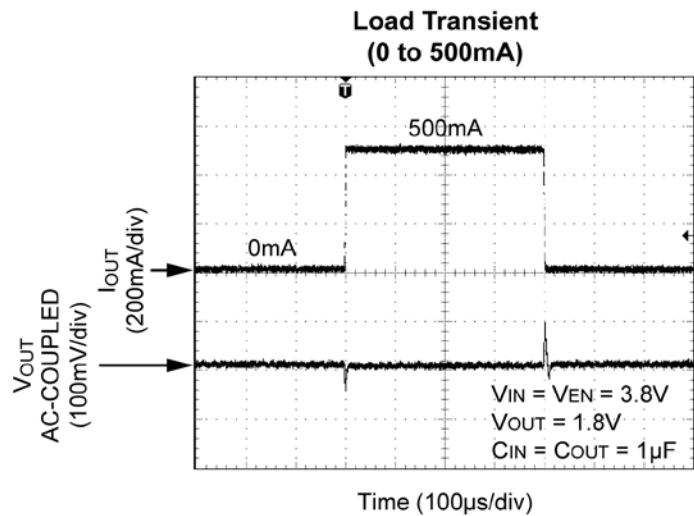 Load Transient
(0 to 500mA)
T
500mA
0mA
IOUT
(200mA/div)
VOUT
AC-COUPLED
(100mV/div)
VIN = VEN = 3.8V
VOUT = 1.8V
CIN = COUT = 1µF
Time (100µs/div)